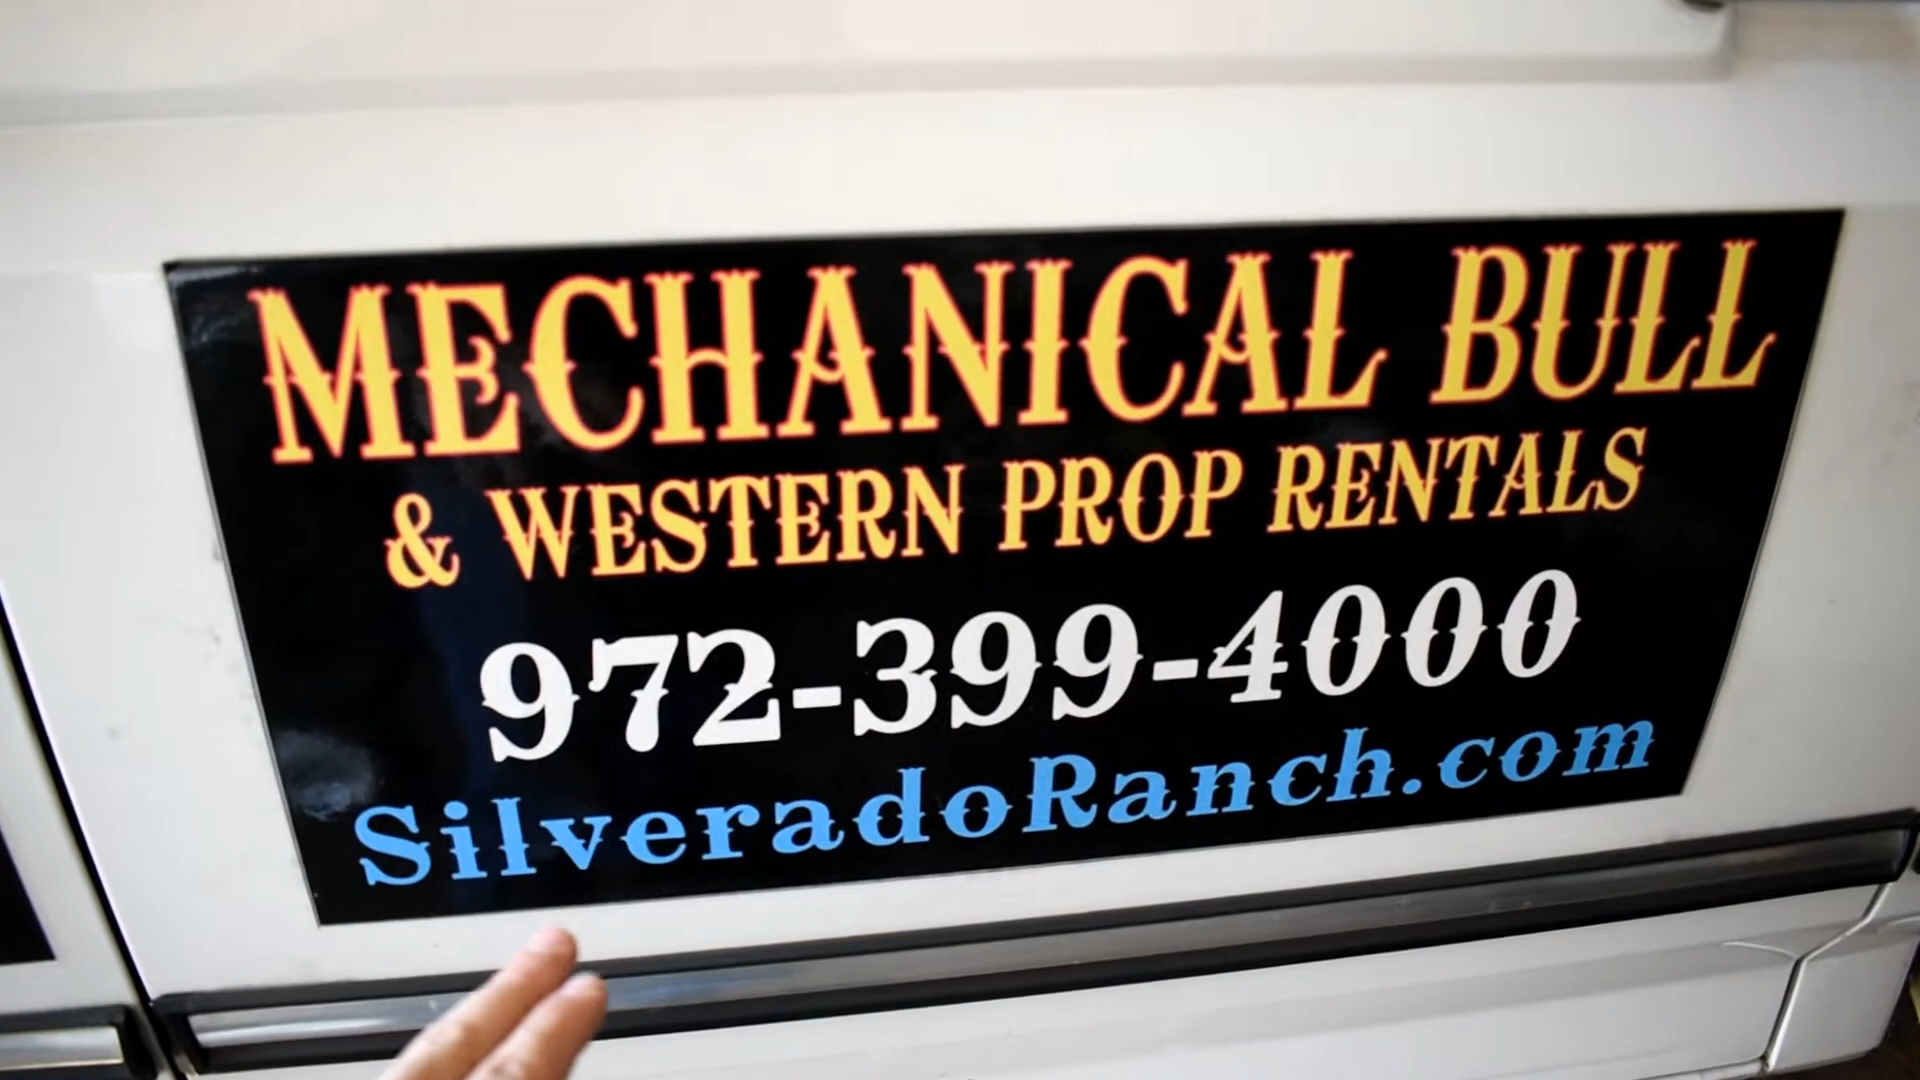 MECHANICAL BULL
& WESTERN PROP RENTALS
972-399-4000
SilveradoRanch.com